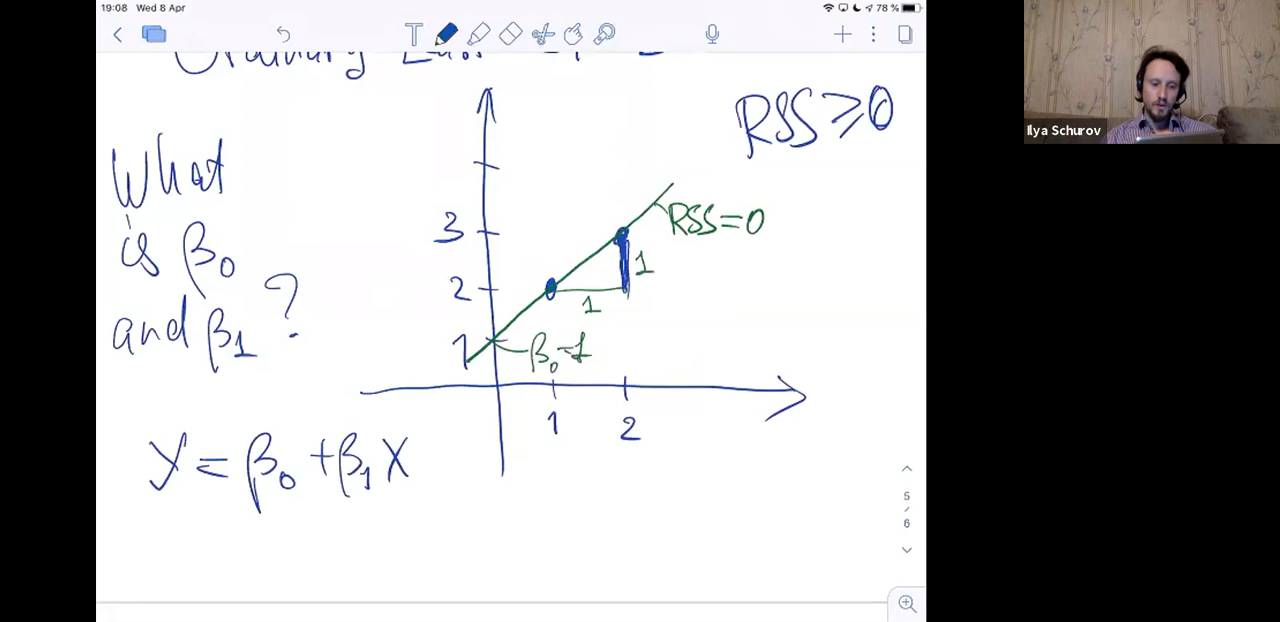 19:08 Wed 8 Apr
78 %
T
Ordinary
RSS ≥ 0
What
is β₀
and β₁ ?
3
2
1
RSS=0
1
1
β₀=1
1
2
y = β₀ + β₁ X
5
6
Ilya Schurov